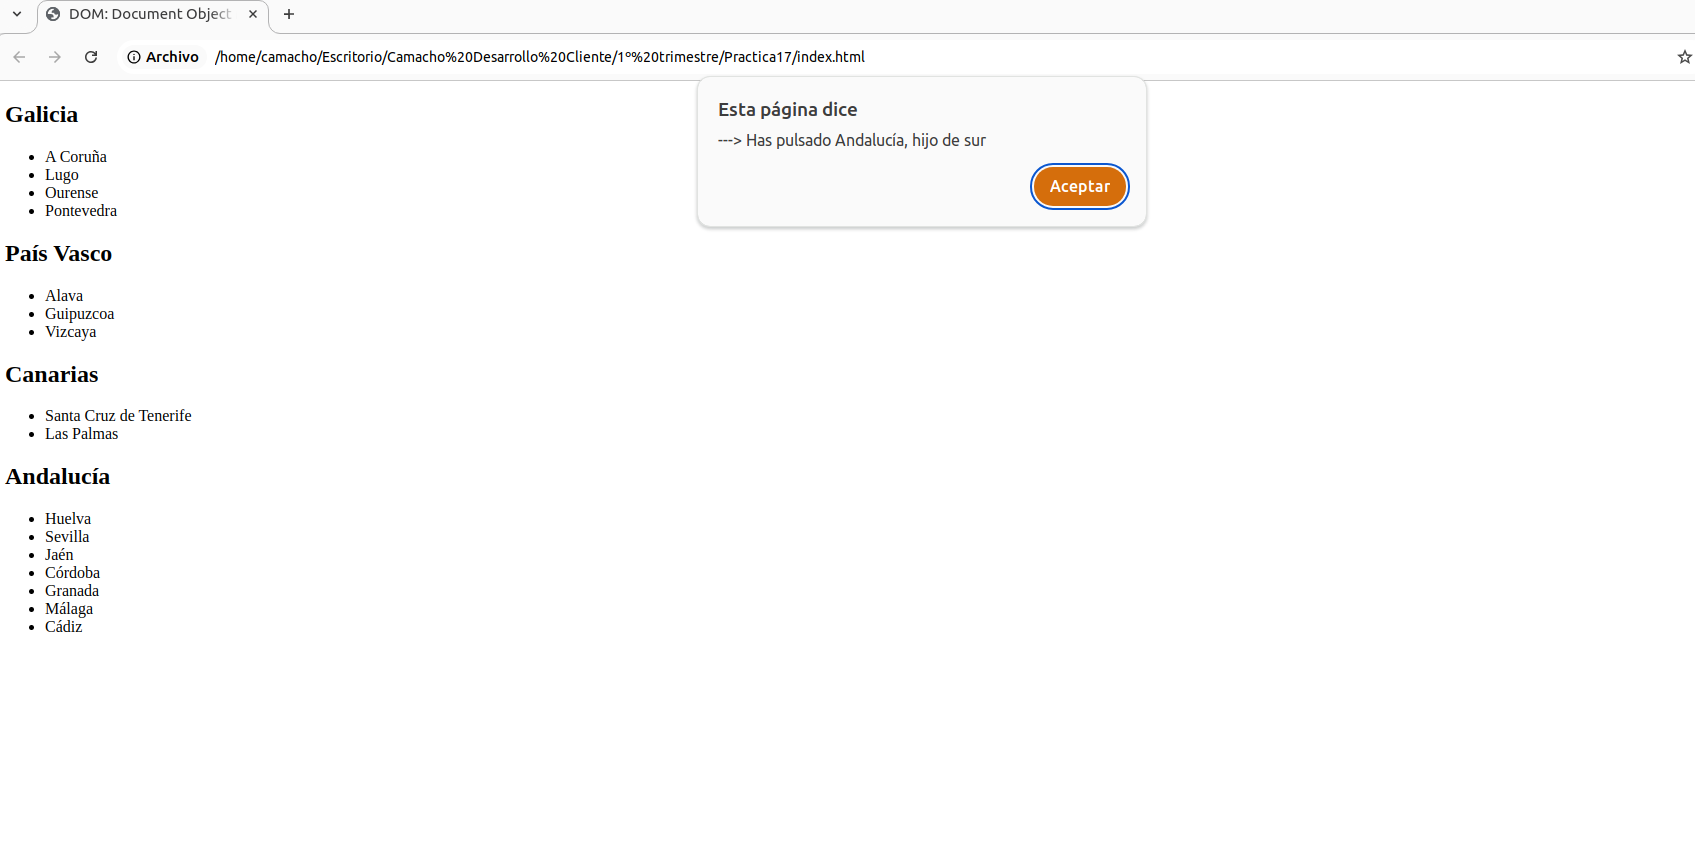 DOM: Document Object
Archivo /home/camacho/Escritorio/Camacho%20Desarrollo%20Cliente/1º%20trimestre/Practica17/index.html
Esta página dice
---> Has pulsado Andalucía, hijo de sur
Aceptar
Galicia
A Coruña
Lugo
Ourense
Pontevedra
País Vasco
Alava
Guipuzcoa
Vizcaya
Canarias
Santa Cruz de Tenerife
Las Palmas
Andalucía
Huelva
Sevilla
Jaén
Córdoba
Granada
Málaga
Cádiz